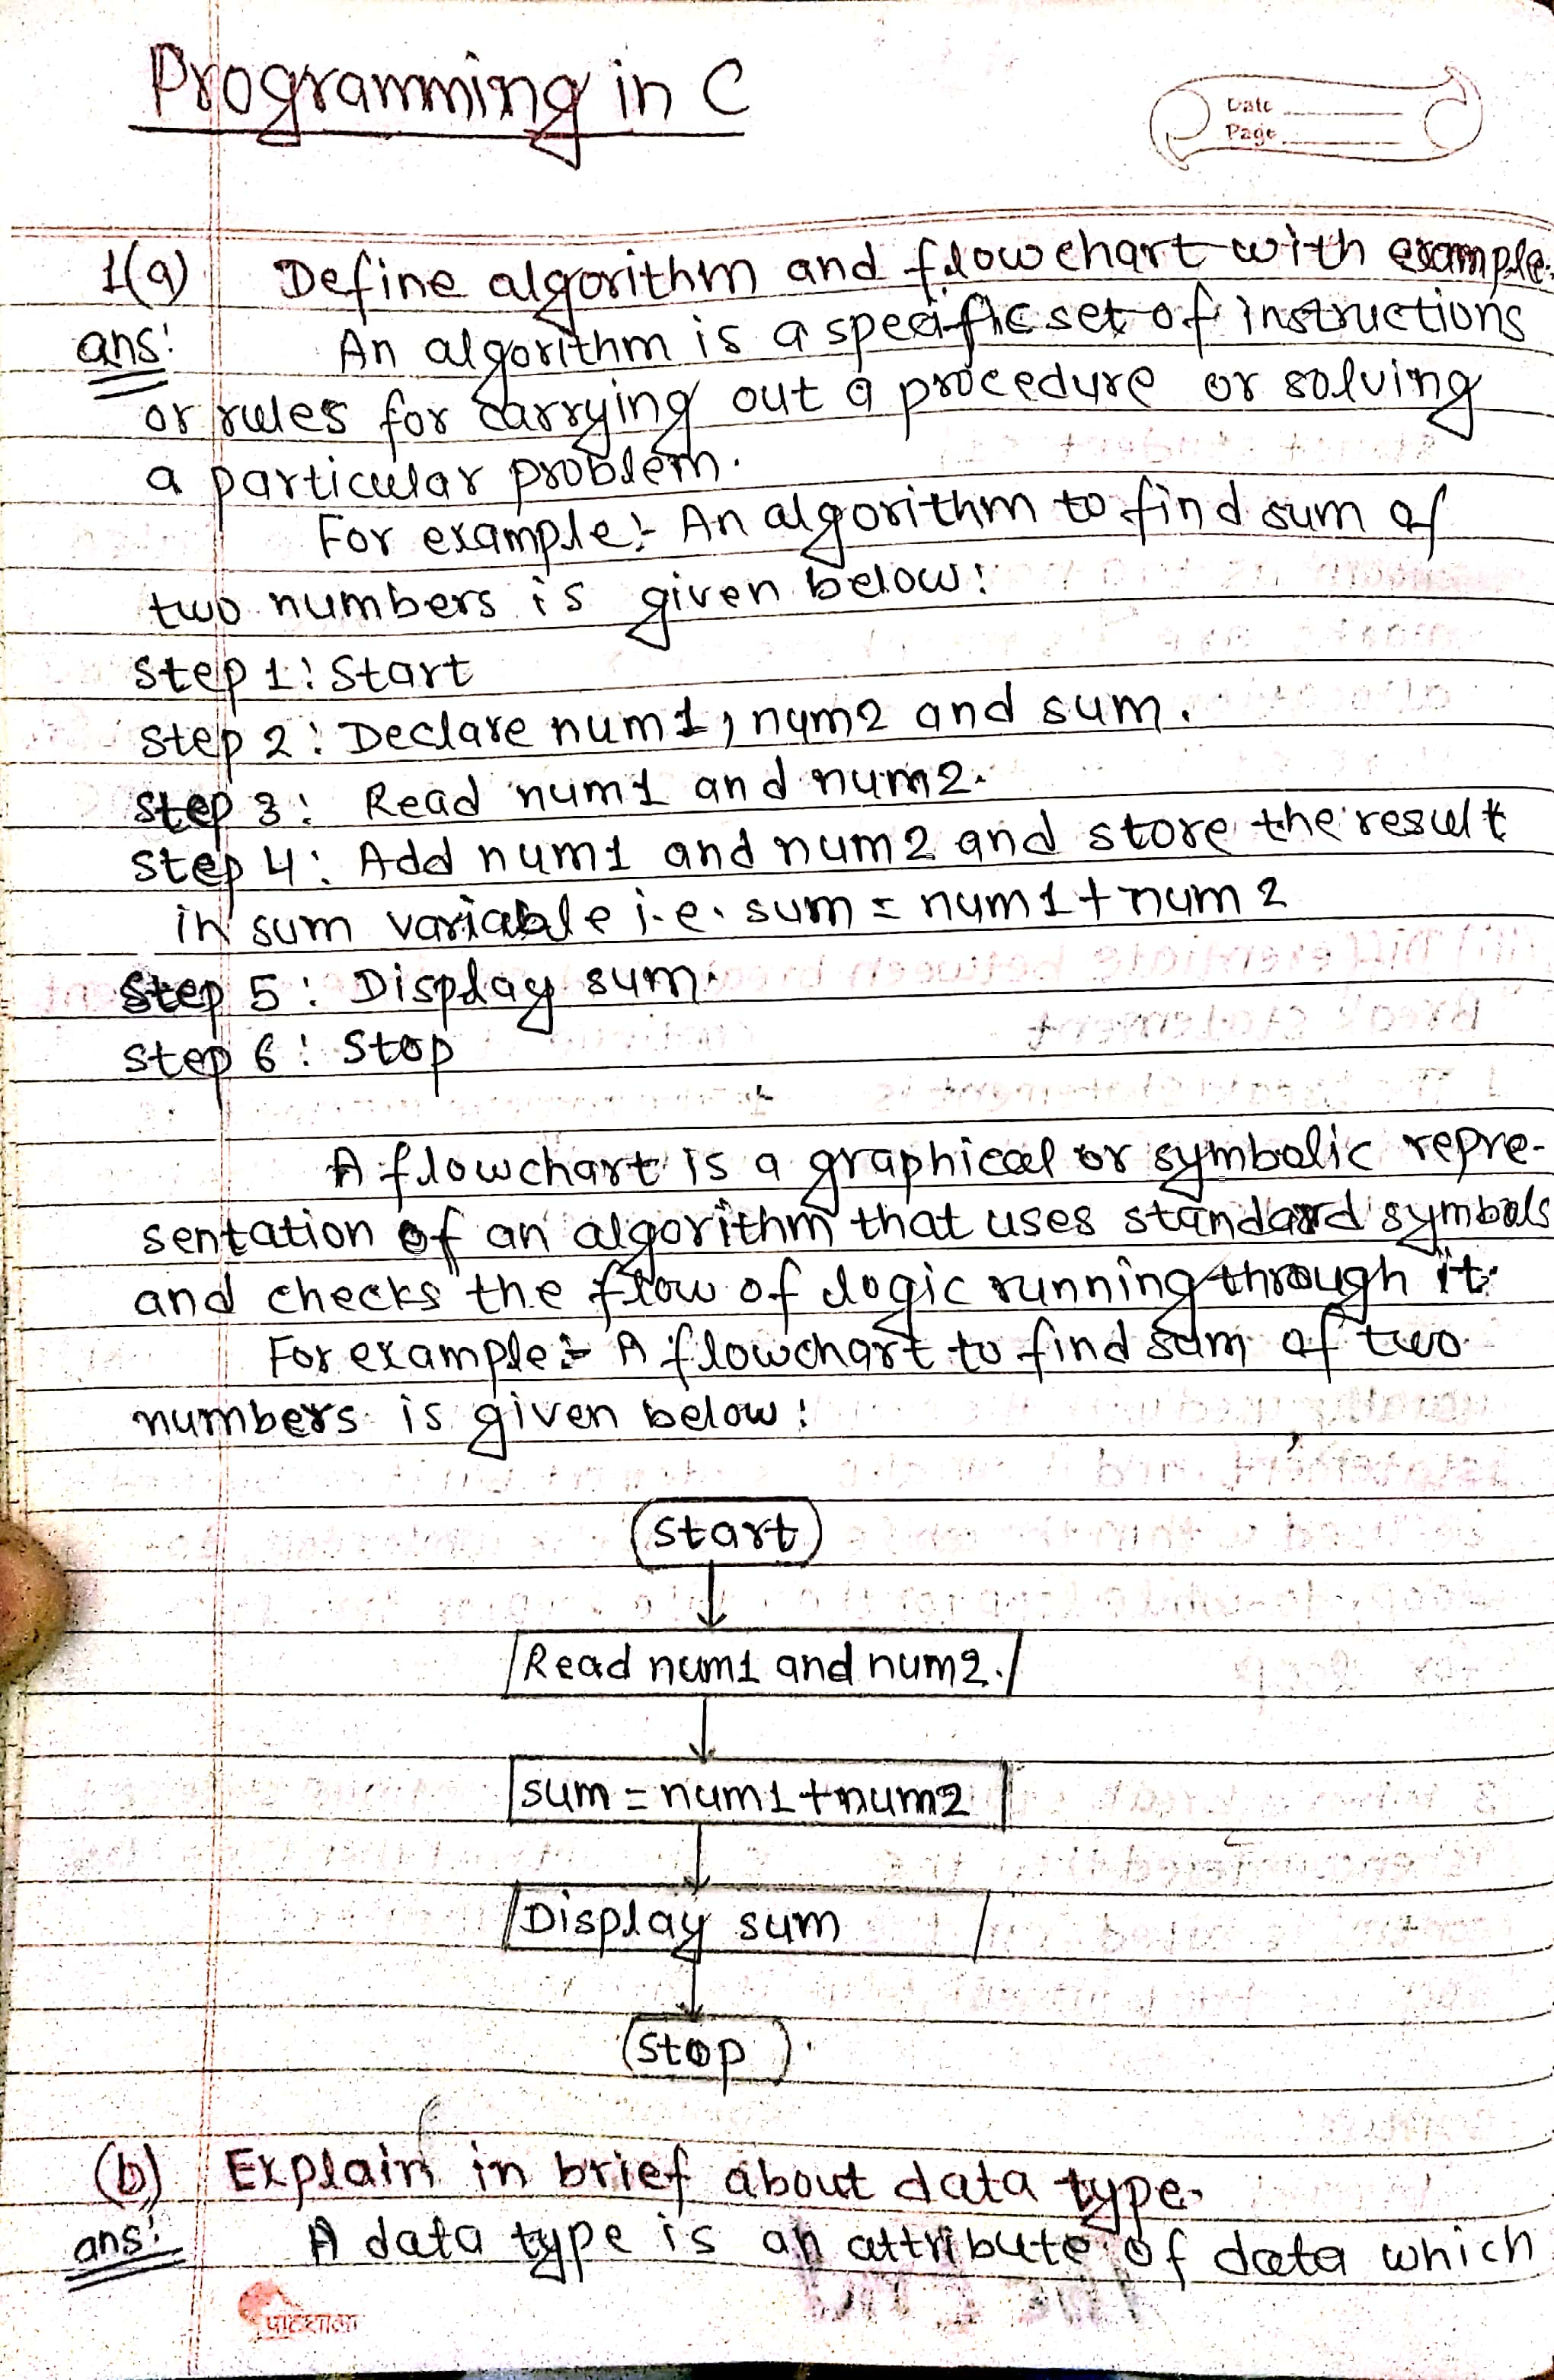 Programming in C
Date
Page
1(a) Define algorithm and flowchart with example.
ans: An algorithm is a specific set of instructions
or rules for carrying out a procedure or solving
a particular problem.
For example:- An algorithm to find sum of
two numbers is given below:
Step 1: Start
Step 2: Declare num1, num2 and sum.
Step 3: Read num1 and num2.
Step 4: Add num1 and num2 and store the result
in sum variable i.e. sum = num1 + num2
Step 5: Display sum.
Step 6: Stop
A flowchart is a graphical or symbolic repre-
sentation of an algorithm that uses standard symbols
and checks the flow of logic running through it.
For example:- A flowchart to find sum of two
numbers is given below:
Start
Read num1 and num2.
sum = num1 + num2
Display sum
Stop
(b) Explain in brief about data type.
ans: A data type is an attribute of data which
पाठशाला